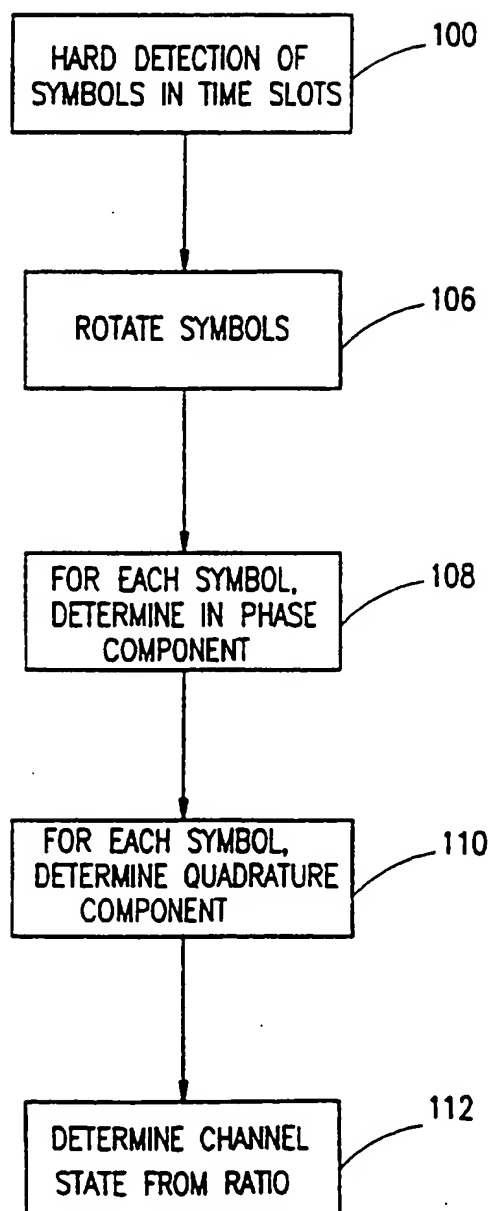 HARD DETECTION OF
SYMBOLS IN TIME SLOTS
100
ROTATE SYMBOLS
106
FOR EACH SYMBOL,
DETERMINE IN PHASE
COMPONENT
108
FOR EACH SYMBOL,
DETERMINE QUADRATURE
COMPONENT
110
DETERMINE CHANNEL
STATE FROM RATIO
112